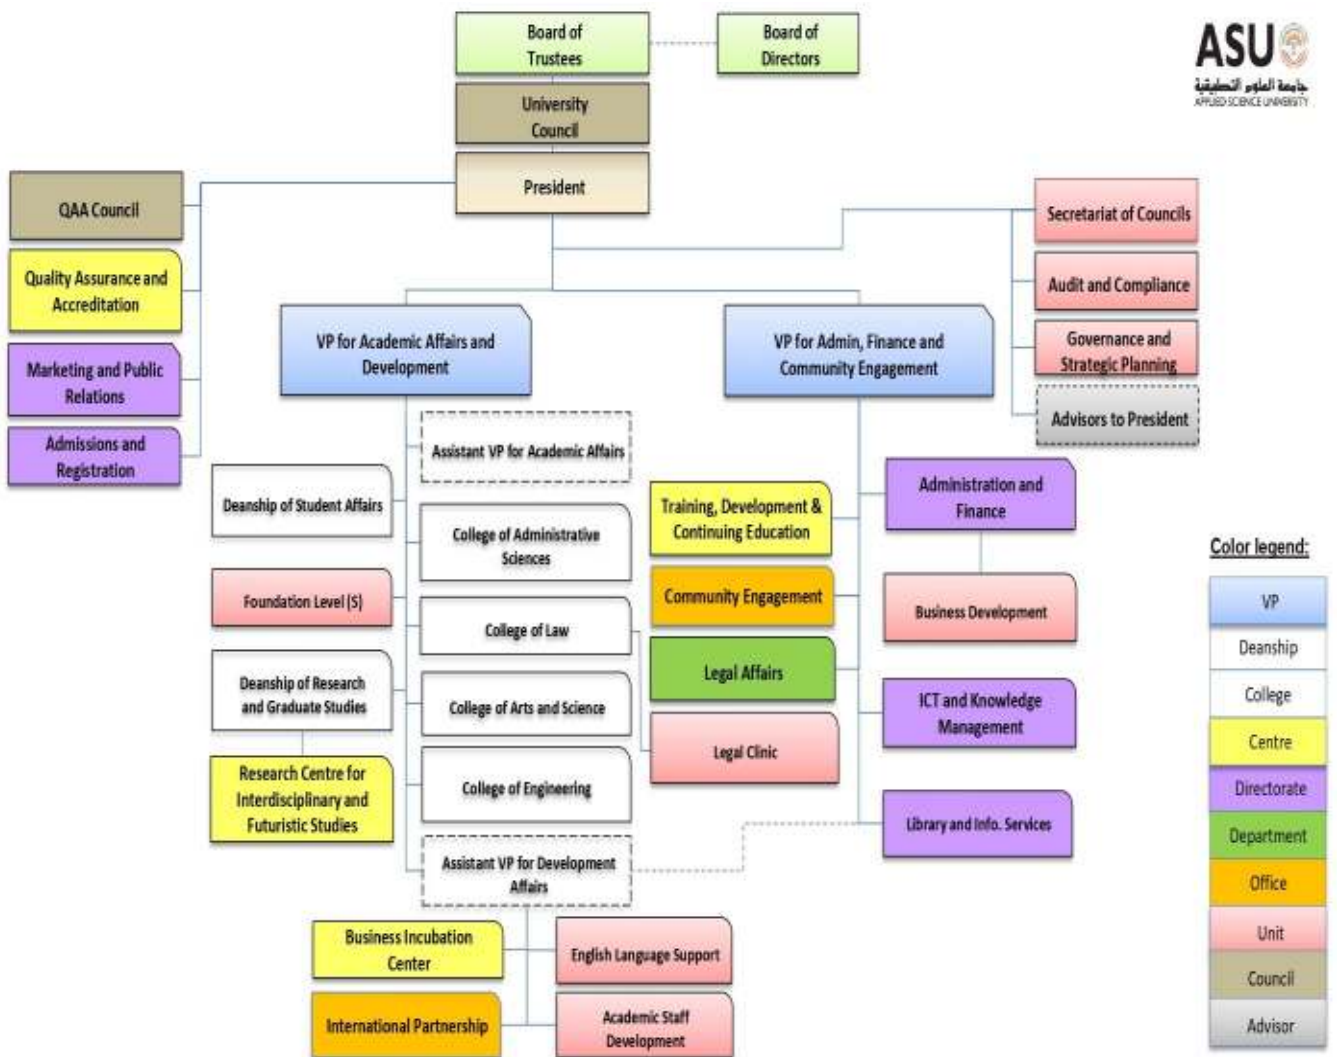 Board of
Trustees
Board of
Directors
ASU
جامعة العلوم التطبيقية
APPLIED SCIENCE UNIVERSITY
University
Council
President
QAA Council
Quality Assurance and
Accreditation
Marketing and Public
Relations
Admissions and
Registration
Secretariat of Councils
Audit and Compliance
Governance and
Strategic Planning
Advisors to President
VP for Academic Affairs and
Development
VP for Admin, Finance and
Community Engagement
Assistant VP for Academic Affairs
Deanship of Student Affairs
College of Administrative
Sciences
Foundation Level (S)
College of Law
Deanship of Research
and Graduate Studies
College of Arts and Science
Research Centre for
Interdisciplinary and
Futuristic Studies
College of Engineering
Assistant VP for Development
Affairs
Business Incubation
Center
English Language Support
International Partnership
Academic Staff
Development
Training, Development &
Continuing Education
Community Engagement
Legal Affairs
Legal Clinic
Administration and
Finance
Business Development
ICT and Knowledge
Management
Library and Info. Services
Color legend:
VP
Deanship
College
Centre
Directorate
Department
Office
Unit
Council
Advisor